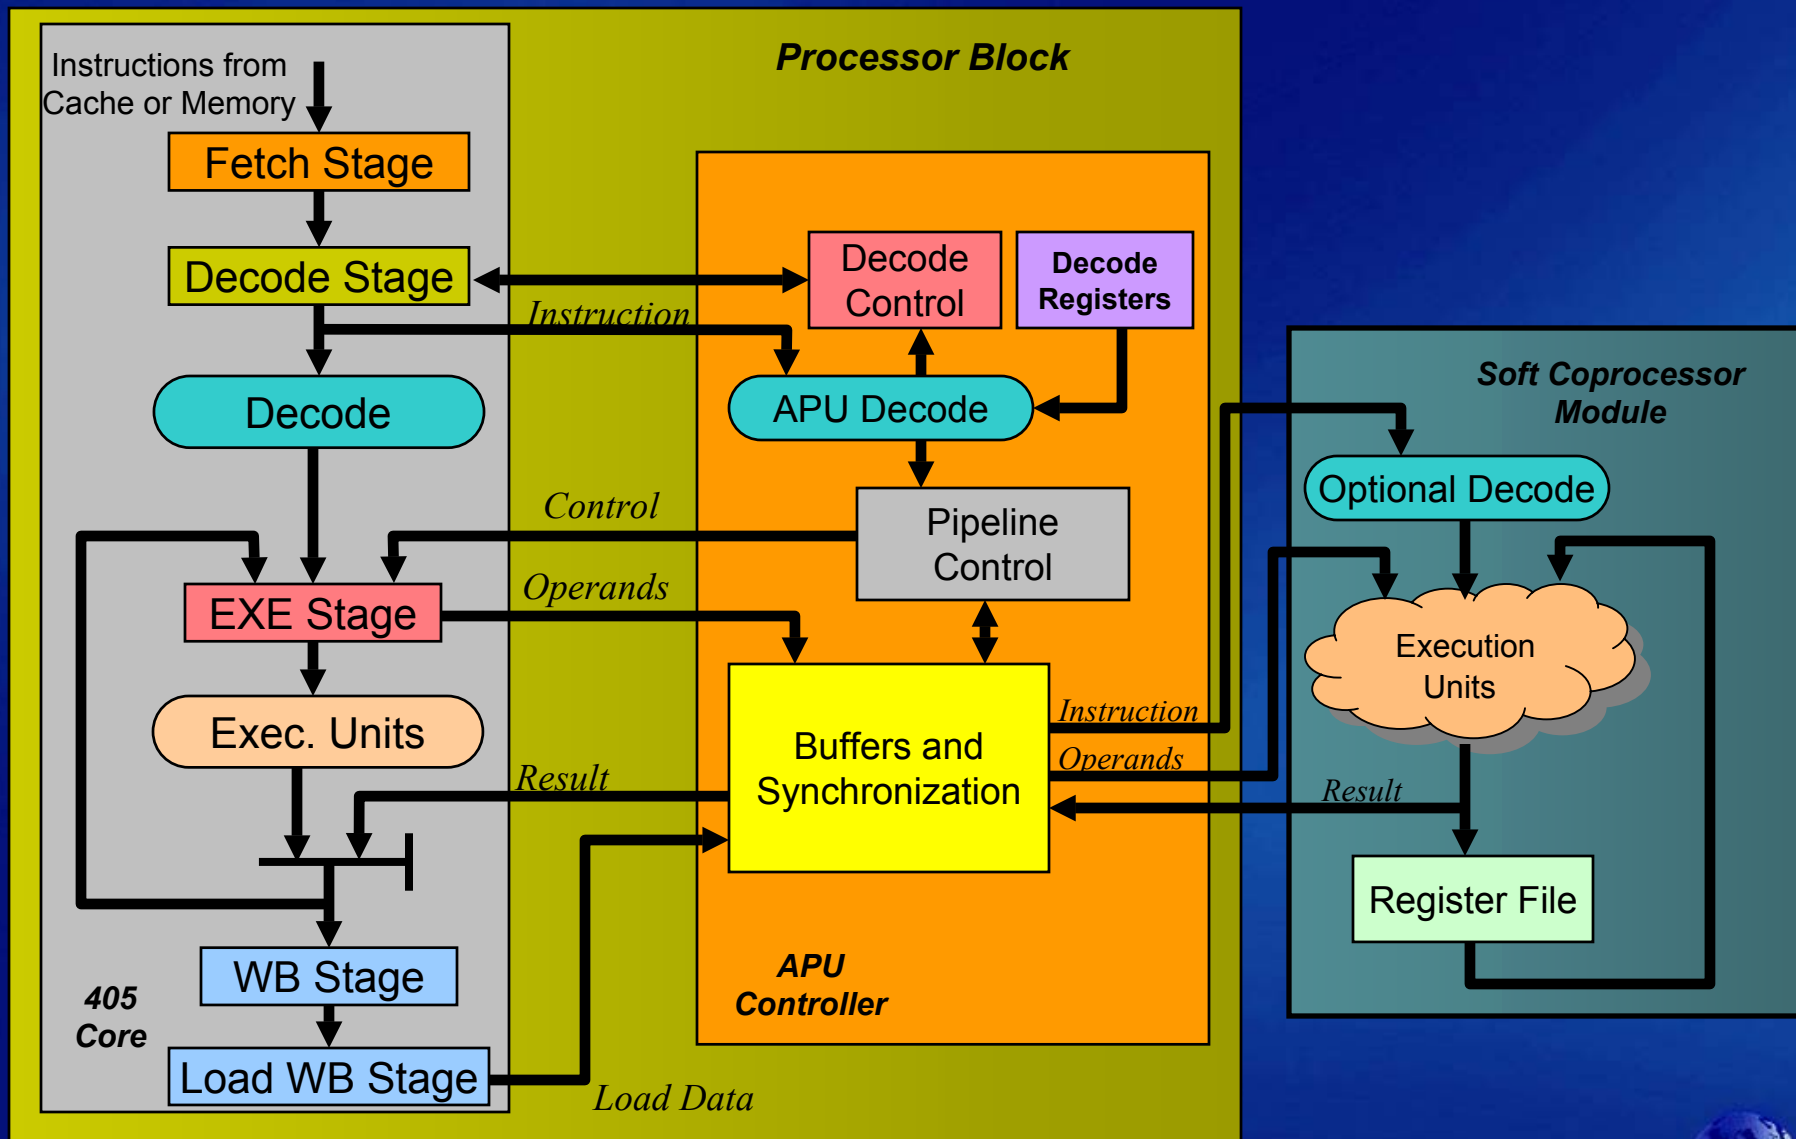 Processor Block
Instructions from
Cache or Memory
Fetch Stage
Decode Stage
Instruction
Decode
Control
Decode
Registers
Decode
APU Decode
Control
Pipeline
Control
EXE Stage
Operands
Exec. Units
Result
Buffers and
Synchronization
Instruction
Operands
WB Stage
405
Core
Load WB Stage
Load Data
APU
Controller
Soft Coprocessor
Module
Optional Decode
Execution
Units
Result
Register File